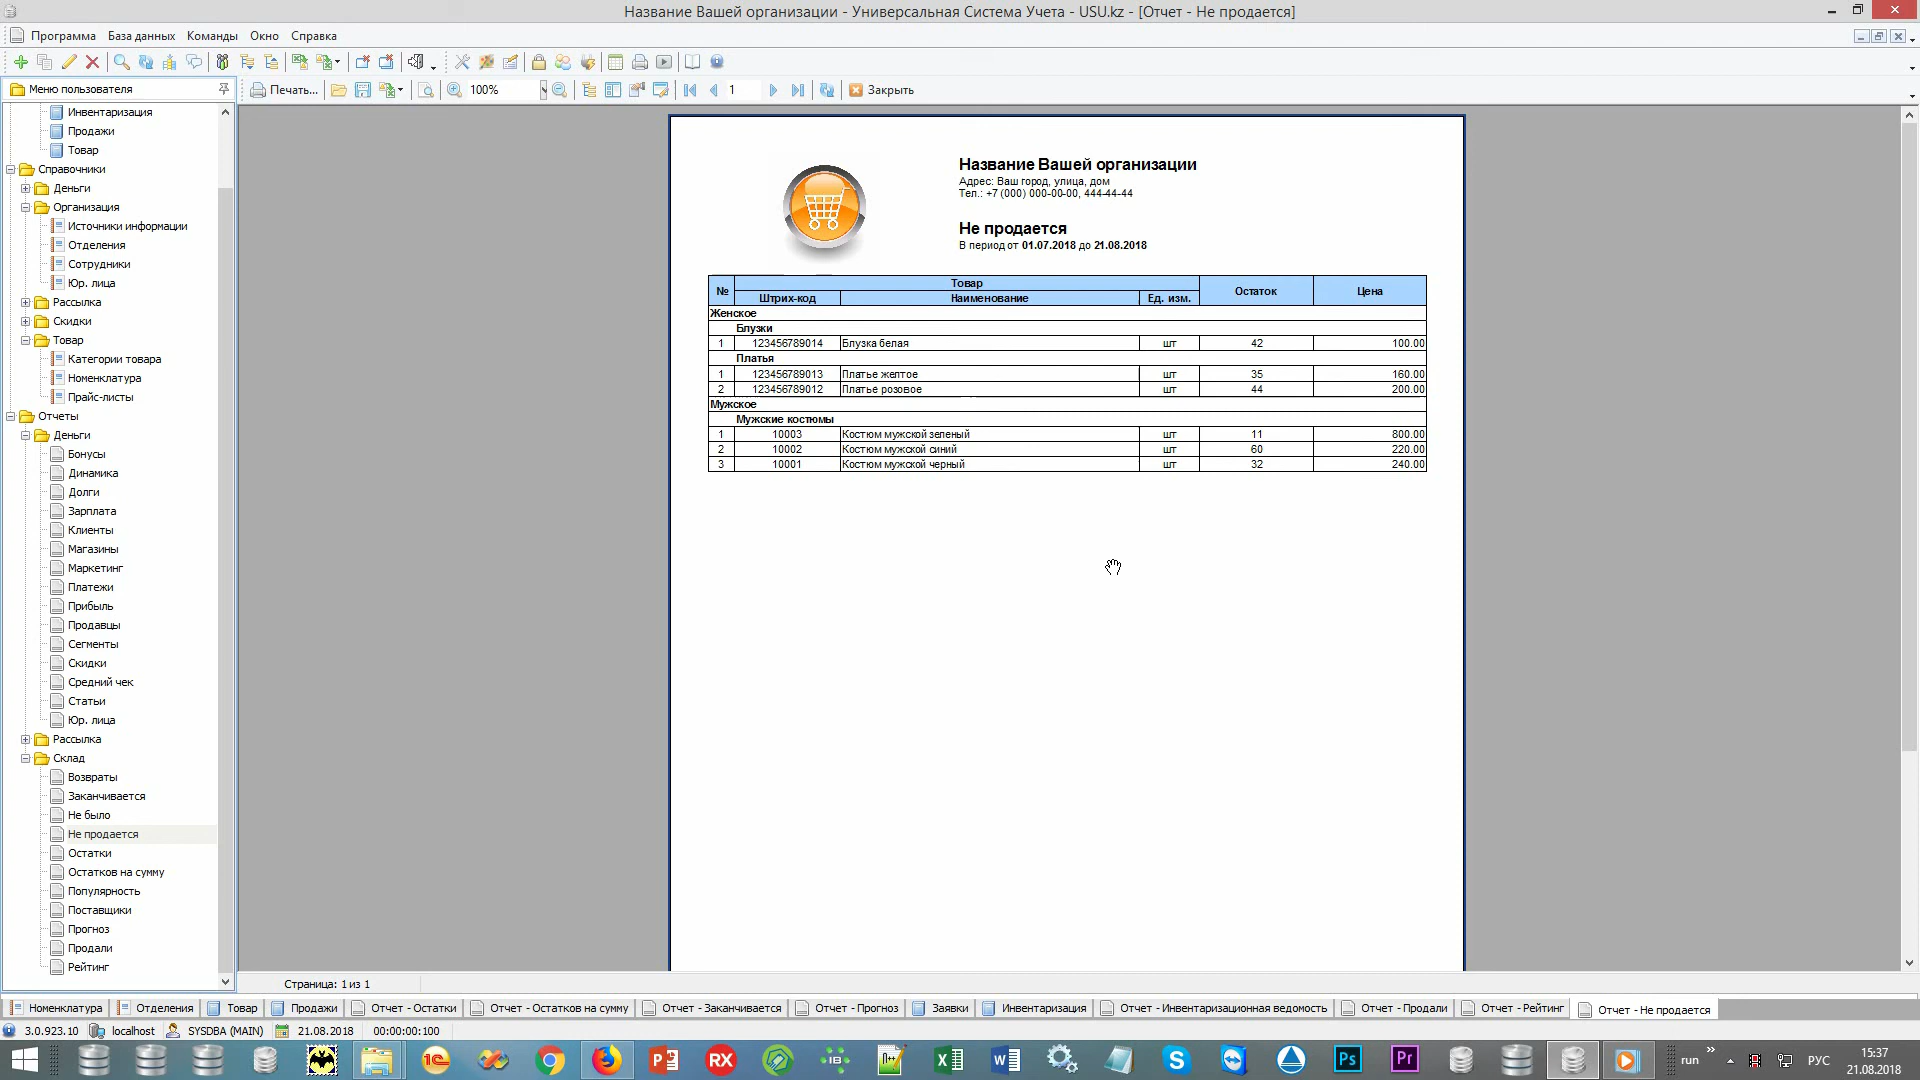 Название Вашей организации - Универсальная Система Учета - USU.kz - [Отчет - Не продается]
Программа База данных Команды Окно Справка
Меню пользователя
Печать... 100% 1 Закрыть
Инвентаризация
Продажи
Товар
Справочники
Деньги
Организация
Источники информации
Отделения
Сотрудники
Юр. лица
Рассылка
Скидки
Товар
Категории товара
Номенклатура
Прайс-листы
Отчеты
Деньги
Бонусы
Динамика
Долги
Зарплата
Клиенты
Магазины
Маркетинг
Платежи
Прибыль
Продавцы
Сегменты
Скидки
Средний чек
Статьи
Юр. лица
Рассылка
Склад
Возвраты
Заканчивается
Не было
Не продается
Остатки
Остатков на сумму
Популярность
Поставщики
Прогноз
Продали
Рейтинг
Название Вашей организации
Адрес: Ваш город, улица, дом
Тел.: +7 (000) 000-00-00, 444-44-44
Не продается
В период от 01.07.2018 до 21.08.2018
№ Товар Остаток Цена
Штрих-код Наименование Ед. изм.
Женское
Блузки
1 123456789014 Блузка белая шт 42 100.00
Платья
1 123456789013 Платье желтое шт 35 160.00
2 123456789012 Платье розовое шт 44 200.00
Мужское
Мужские костюмы
1 10003 Костюм мужской зеленый шт 11 800.00
2 10002 Костюм мужской синий шт 60 220.00
3 10001 Костюм мужской черный шт 32 240.00
Страница: 1 из 1
Номенклатура Отделения Товар Продажи Отчет - Остатки Отчет - Остатков на сумму Отчет - Заканчивается Отчет - Прогноз Заявки Инвентаризация Отчет - Инвентаризационная ведомость Отчет - Продали Отчет - Рейтинг Отчет - Не продается
3.0.923.10 localhost SYSDBA (MAIN) 21.08.2018 00:00:00:100
run РУС 15:37
21.08.2018